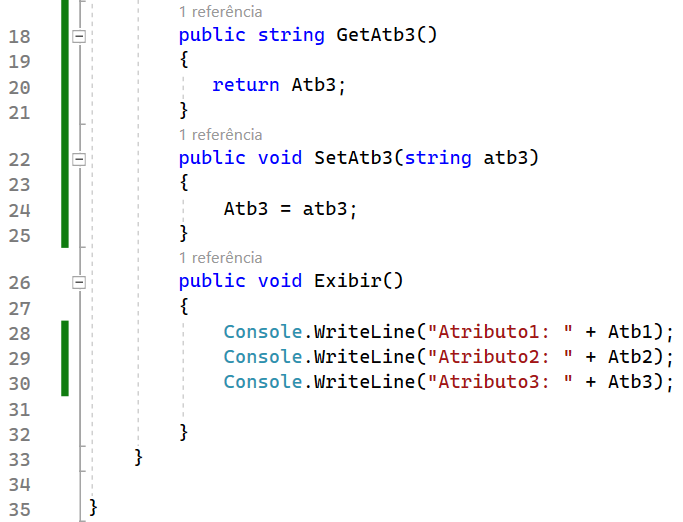 1 referência
18 public string GetAtb3()
19 {
20 return Atb3;
21 }
1 referência
22 public void SetAtb3(string atb3)
23 {
24 Atb3 = atb3;
25 }
1 referência
26 public void Exibir()
27 {
28 Console.WriteLine("Atributo1: " + Atb1);
29 Console.WriteLine("Atributo2: " + Atb2);
30 Console.WriteLine("Atributo3: " + Atb3);
31
32 }
33 }
34
35 }